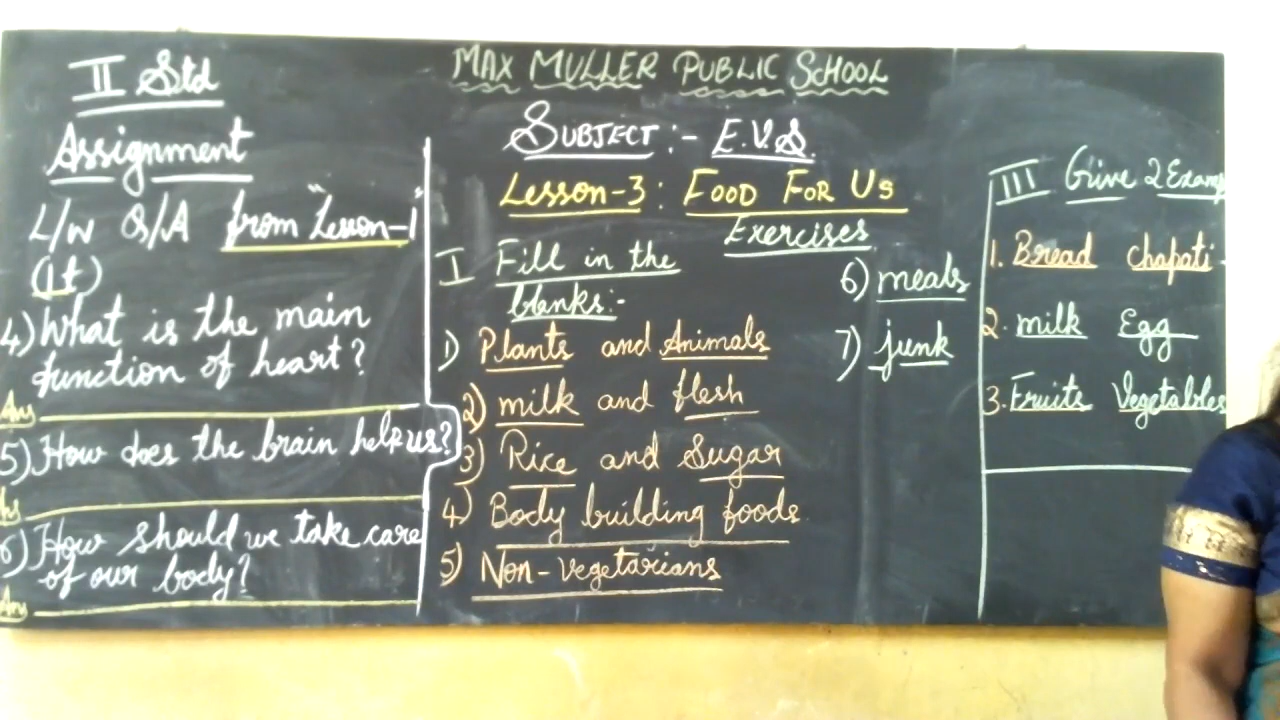 MAX MULLER PUBLIC SCHOOL
II Std
Assignment
L/W Q/A from "Lesson-1"
(1t)
4) What is the main
function of heart?
Ans
5) How does the brain help us?
Ans
6) How should we take care
of our body?
Ans
SUBJECT:- E.V.S.
Lesson-3: FOOD FOR US
Exercises
I Fill in the
blanks:-
1) Plants and Animals
2) milk and flesh
3) Rice and Sugar
4) Body building foods
5) Non-vegetarians
6) meals
7) junk
III Give 2 Examp
1. Bread chapati
2. milk Egg
3. Fruits Vegetables